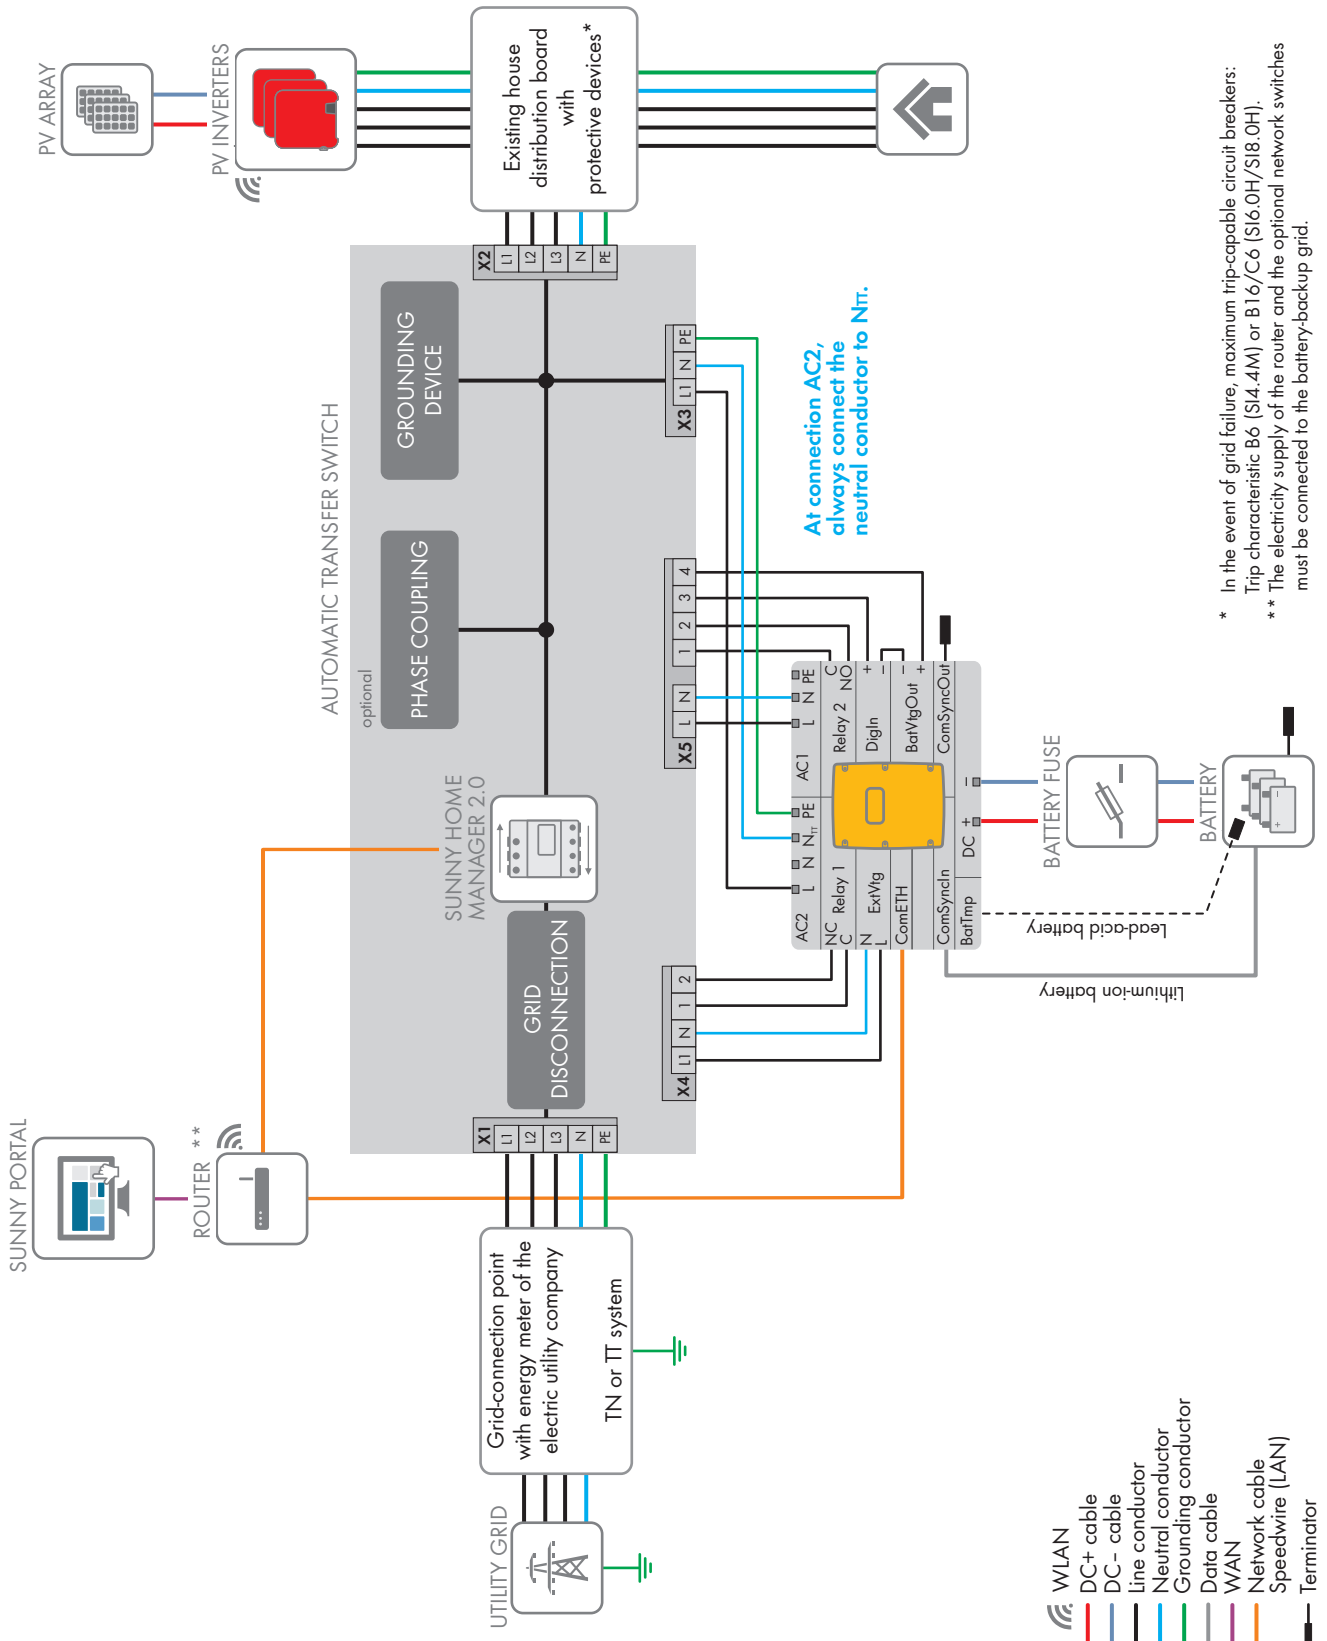 SUNNY PORTAL
ROUTER **
PV ARRAY
PV INVERTERS
AUTOMATIC TRANSFER SWITCH
optional
PHASE COUPLING
GROUNDING
DEVICE
SUNNY HOME
MANAGER 2.0
GRID
DISCONNECTION
UTILITY GRID
Grid-connection point
with energy meter of the
electric utility company
TN or TT system
X1
L1
L2
L3
N
PE
X2
L1
L2
L3
N
PE
Existing house
distribution board
with
protective devices*
X4 L1 N 1 2
X5 L N 1 2 3 4
X3 L1 N PE
At connection AC2,
always connect the
neutral conductor to NTT.
AC2 L N NTT PE
AC1 L N PE
NC
C
Relay 1
Relay 2
C
NO
N
L
ExtVtg
DigIn
+
–
ComETH
BatVtgOut
–
+
ComSyncIn
ComSyncOut
BatTmp
DC + –
BATTERY FUSE
BATTERY
Lead-acid battery
Lithium-ion battery
WLAN
DC+ cable
DC– cable
Line conductor
Neutral conductor
Grounding conductor
Data cable
WAN
Network cable
Speedwire (LAN)
Terminator
* In the event of grid failure, maximum trip-capable circuit breakers:
Trip characteristic B6 (SI4.4M) or B16/C6 (SI6.0H/SI8.0H).
** The electricity supply of the router and the optional network switches
must be connected to the battery-backup grid.